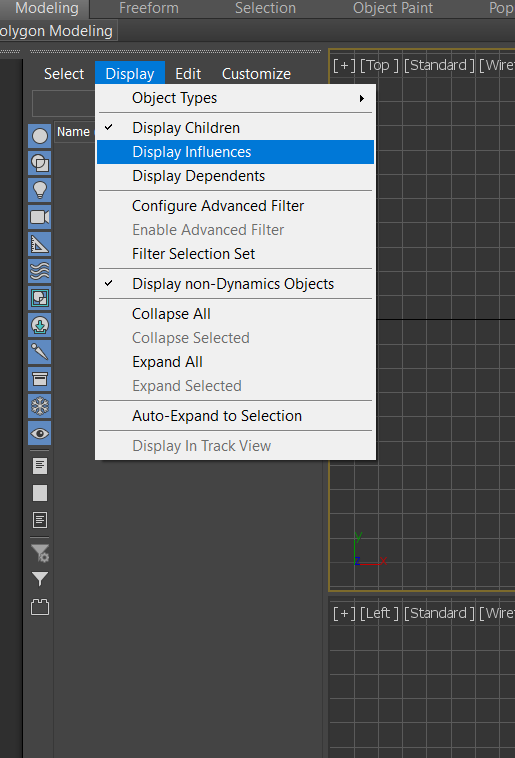 Modeling Freeform Selection Object Paint Pop
olygon Modeling
[+] [Top ] [Standard ] [Wire
Select Display Edit Customize
Name
Object Types
Display Children
Display Influences
Display Dependents
Configure Advanced Filter
Enable Advanced Filter
Filter Selection Set
Display non-Dynamics Objects
Collapse All
Collapse Selected
Expand All
Expand Selected
Auto-Expand to Selection
Display In Track View
y
[+] [Left ] [Standard ] [Wire